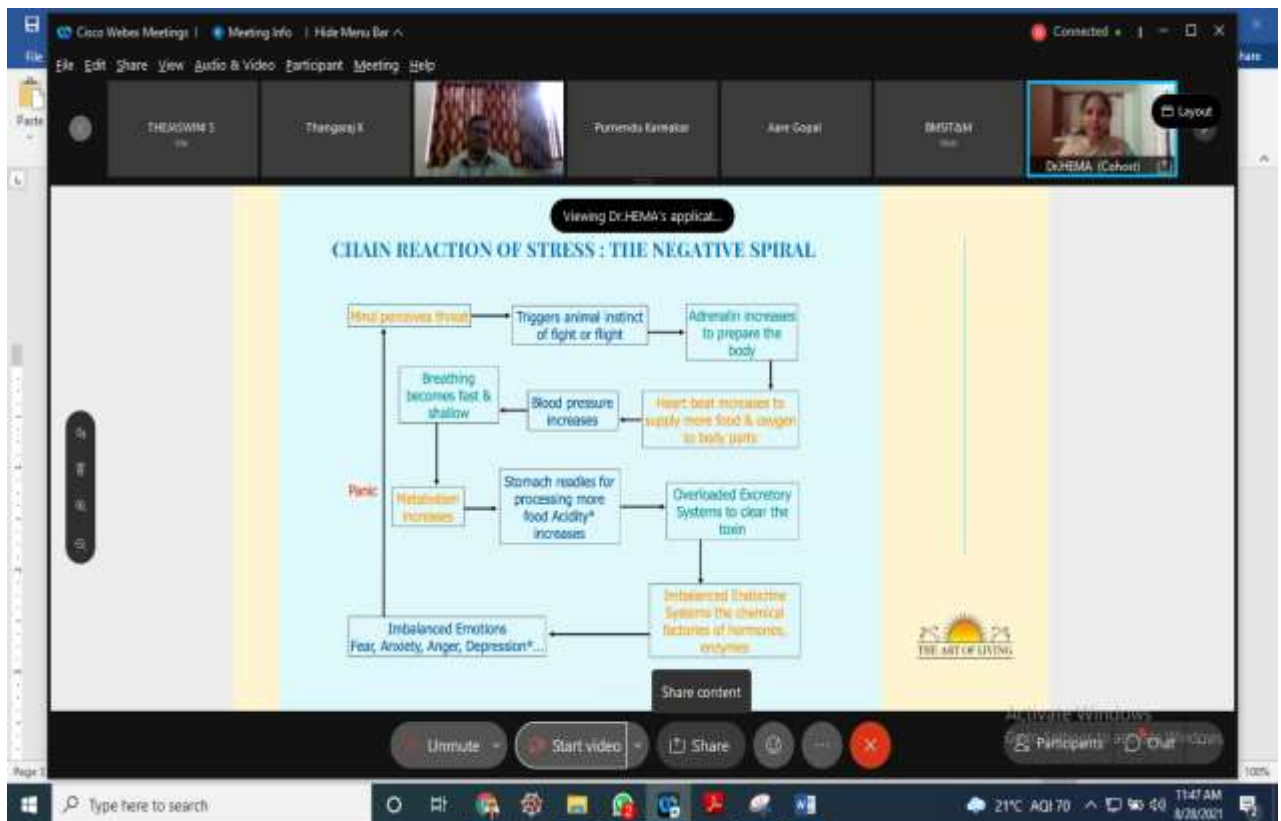 File
Paste
Page
Cisco Webex Meetings | Meeting Info | Hide Menu Bar
Connected
File Edit Share View Audio & Video Participant Meeting Help
THEJASWINI S
Thangaraj K
Purnendu Karmakar
Aare Gopal
BMSIT&M
Layout
Dr.HEMA (Cohost)
Viewing Dr.HEMA's applicat...
CHAIN REACTION OF STRESS : THE NEGATIVE SPIRAL
Mind perceives threat
Triggers animal instinct
of fight or flight
Adrenalin increases
to prepare the
body
Breathing
becomes fast &
shallow
Blood pressure
increases
Heart beat increases to
supply more food & oxygen
to body parts
Panic
Metabolism
increases
Stomach readies for
processing more
food Acidity*
increases
Overloaded Excretory
Systems to clear the
toxin
Imbalanced Endocrine
Systems the chemical
factories of hormones,
enzymes
Imbalanced Emotions
Fear, Anxiety, Anger, Depression*...
THE ART OF LIVING
Share content
Activate Windows
Unmute
Start video
Share
Participants
Chat
100%
Type here to search
21°C AQI 70
11:47 AM
8/28/2021